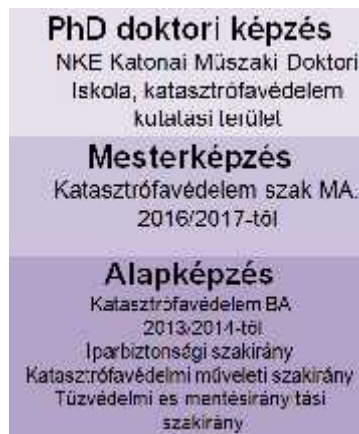 PhD doktori képzés
NKE Katonai Műszaki Doktori
Iskola, katasztrófavédelem
kutatási terület
Mesterképzés
Katasztrófavédelem szak MA.
2016/2017-től
Alapképzés
Katasztrófavédelem BA
2013/2014-től
Iparbiztonsági szakirány
Katasztrófavédelmi műveleti szakirány
Tűzvédelmi és mentésirányítási
szakirány